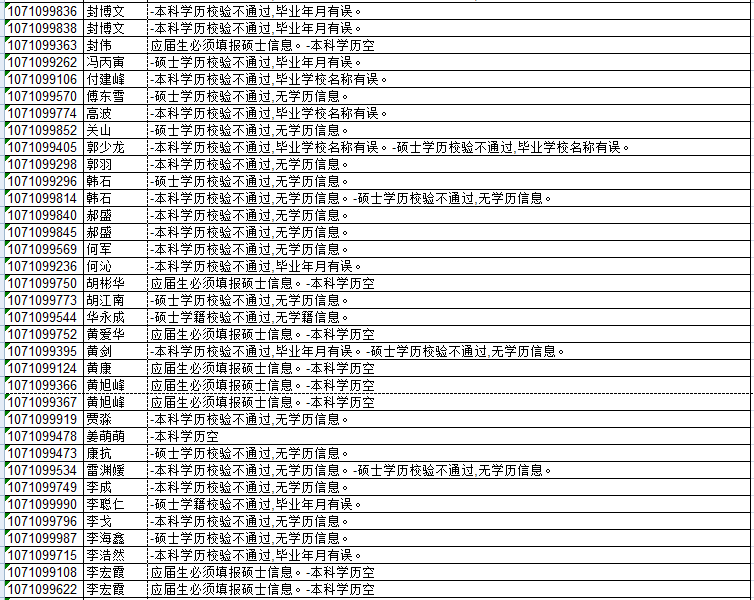 1071099836 封博文 -本科学历校验不通过,毕业年月有误。
1071099838 封博文 -本科学历校验不通过,毕业年月有误。
1071099363 封伟 应届生必须填报硕士信息。-本科学历空
1071099262 冯丙寅 -硕士学历校验不通过,毕业年月有误。
1071099106 付建峰 -本科学历校验不通过,毕业学校名称有误。
1071099570 傅东雪 -硕士学历校验不通过,无学历信息。
1071099774 高波 -本科学历校验不通过,毕业学校名称有误。
1071099852 关山 -硕士学历校验不通过,无学历信息。
1071099405 郭少龙 -本科学历校验不通过,毕业学校名称有误。-硕士学历校验不通过,毕业学校名称有误。
1071099298 郭羽 -本科学历校验不通过,无学历信息。
1071099296 韩石 -硕士学历校验不通过,无学历信息。
1071099814 韩石 -本科学历校验不通过,无学历信息。-硕士学历校验不通过,无学历信息。
1071099840 郝盛 -本科学历校验不通过,无学历信息。
1071099845 郝盛 -本科学历校验不通过,无学历信息。
1071099569 何军 -本科学历校验不通过,无学历信息。
1071099236 何沁 -本科学历校验不通过,毕业年月有误。
1071099750 胡彬华 应届生必须填报硕士信息。-本科学历空
1071099773 胡江南 -硕士学历校验不通过,无学历信息。
1071099544 华永成 -硕士学籍校验不通过,无学籍信息。
1071099752 黄爱华 应届生必须填报硕士信息。-本科学历空
1071099395 黄剑 -本科学历校验不通过,毕业年月有误。-硕士学历校验不通过,无学历信息。
1071099124 黄康 应届生必须填报硕士信息。-本科学历空
1071099366 黄旭峰 应届生必须填报硕士信息。-本科学历空
1071099367 黄旭峰 应届生必须填报硕士信息。-本科学历空
1071099919 贾淼 -本科学历校验不通过,无学历信息。
1071099478 姜萌萌 -本科学历空
1071099473 康抗 -硕士学历校验不通过,无学历信息。
1071099534 雷渊媛 -本科学历校验不通过,无学历信息。-硕士学历校验不通过,无学历信息。
1071099749 李成 -本科学历校验不通过,无学历信息。
1071099990 李聪仁 -硕士学籍校验不通过,毕业年月有误。
1071099796 李戈 -本科学历校验不通过,无学历信息。
1071099987 李海鑫 -硕士学历校验不通过,无学历信息。
1071099715 李浩然 -本科学历校验不通过,毕业年月有误。
1071099108 李宏霞 应届生必须填报硕士信息。-本科学历空
1071099622 李宏霞 应届生必须填报硕士信息。-本科学历空